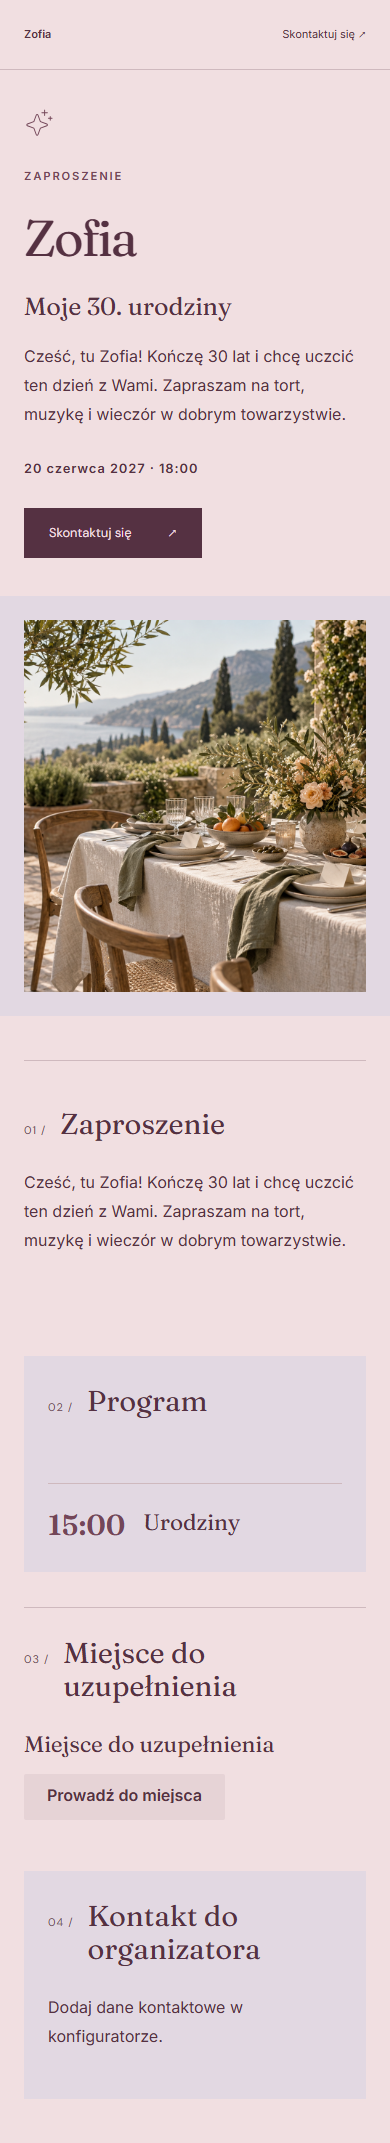 Zofia
Skontaktuj się ↗
ZAPROSZENIE
Zofia
Moje 30. urodziny
Cześć, tu Zofia! Kończę 30 lat i chcę uczcić
ten dzień z Wami. Zapraszam na tort,
muzykę i wieczór w dobrym towarzystwie.
20 czerwca 2027 · 18:00
Skontaktuj się ↗
01 / Zaproszenie
Cześć, tu Zofia! Kończę 30 lat i chcę uczcić
ten dzień z Wami. Zapraszam na tort,
muzykę i wieczór w dobrym towarzystwie.
02 / Program
15:00 Urodziny
03 / Miejsce do
uzupełnienia
Miejsce do uzupełnienia
Prowadź do miejsca
04 / Kontakt do
organizatora
Dodaj dane kontaktowe w
konfiguratorze.